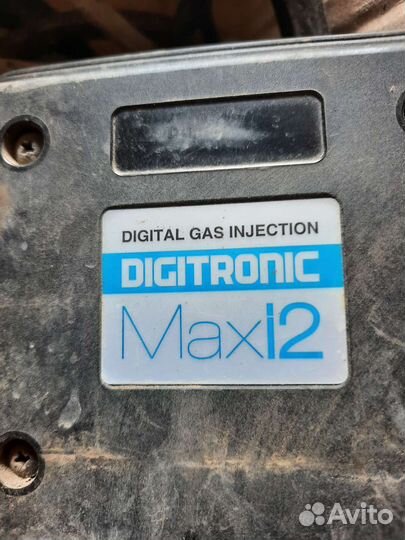 DIGITAL GAS INJECTION
DIGITRONIC
Maxi2
Avito